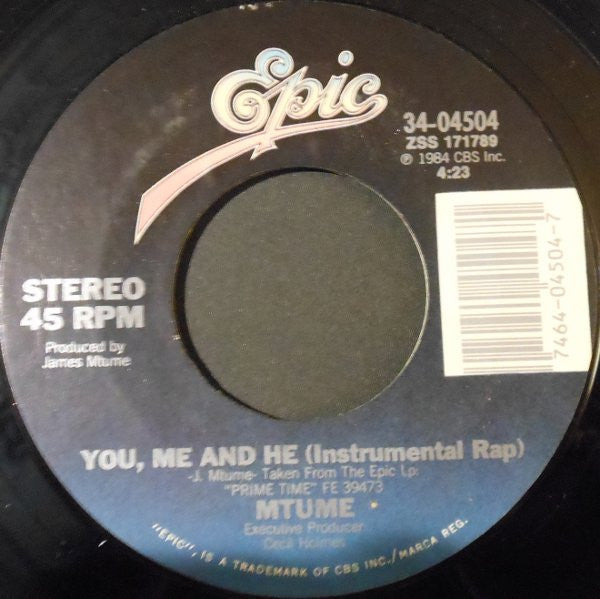 Epic
34-04504
ZSS 171789
℗ 1984 CBS Inc.
4:23
STEREO
45 RPM
Produced by
James Mtume
7464-04504-7
YOU, ME AND HE (Instrumental Rap)
-J. Mtume- Taken From The Epic Lp:
"PRIME TIME" FE 39473
MTUME
Executive Producer
Cecil Holmes
"EPIC", IS A TRADEMARK OF CBS INC./MARCA REG.